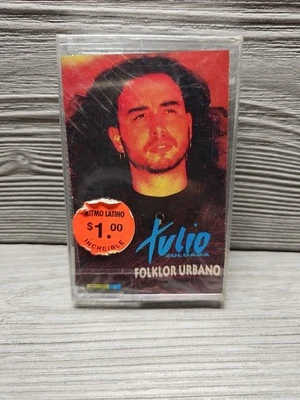 RITMO LATINO
$1.00
INCREIBLE
Tulio
ZULOAGA
FOLKLOR URBANO